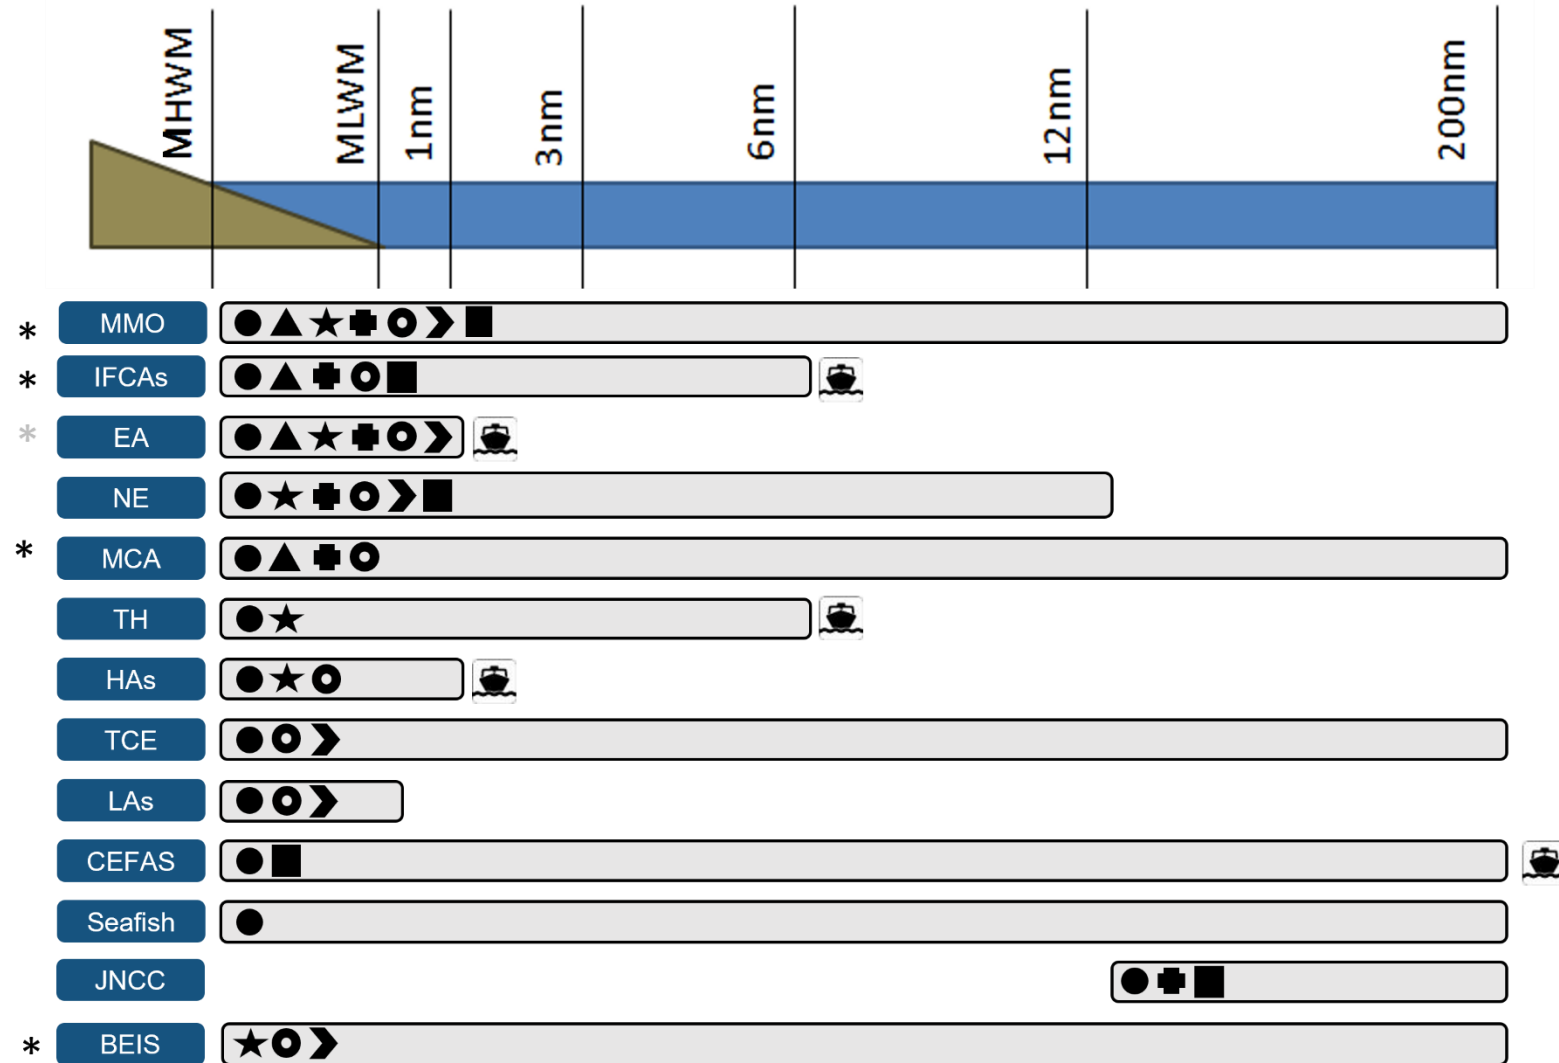 MHWM
MLWM
1nm
3nm
6nm
12nm
200nm
* MMO
* IFCAs
* EA
NE
* MCA
TH
HAs
TCE
LAs
CEFAS
Seafish
JNCC
* BEIS